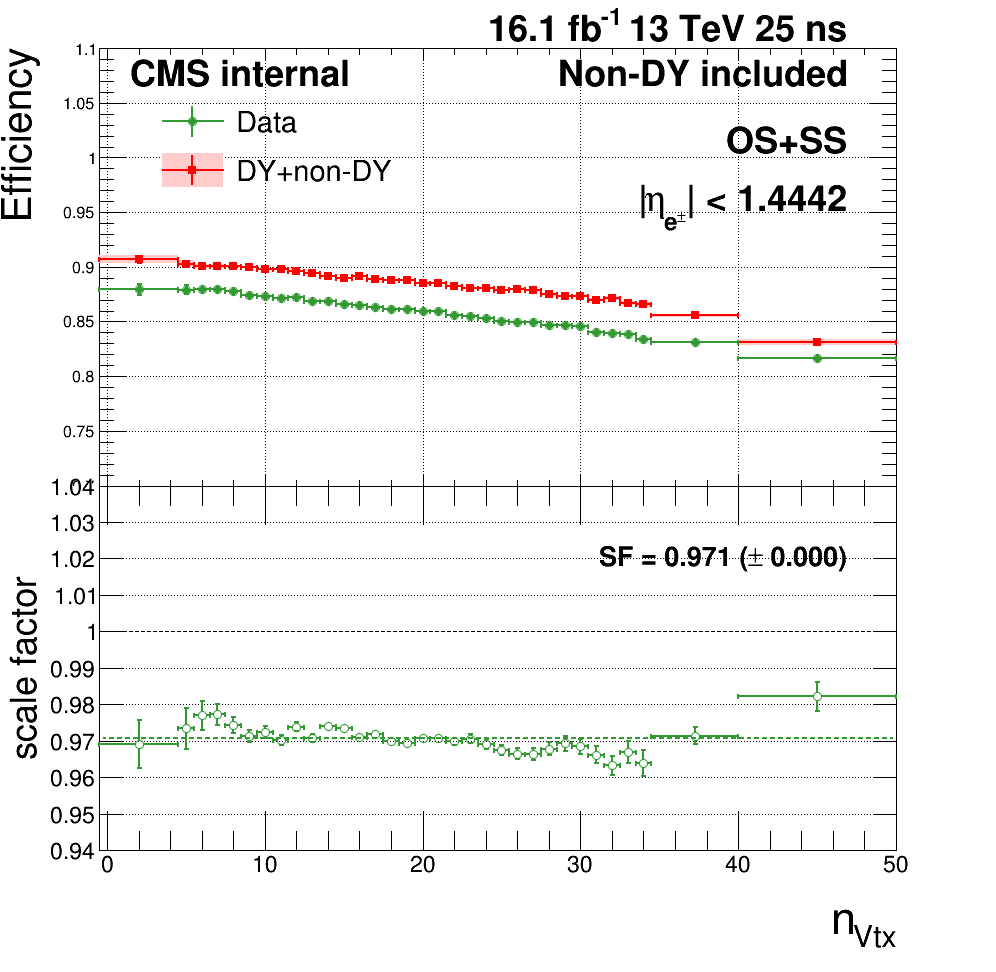 16.1 fb⁻¹ 13 TeV 25 ns
Efficiency
1.1
1.05
1
0.95
0.9
0.85
0.8
0.75
CMS internal
Non-DY included
Data
DY+non-DY
OS+SS
|η_e±| < 1.4442
scale factor
1.04
1.03
1.02
1.01
1
0.99
0.98
0.97
0.96
0.95
0.94
SF = 0.971 (± 0.000)
0 10 20 30 40 50
n_Vtx